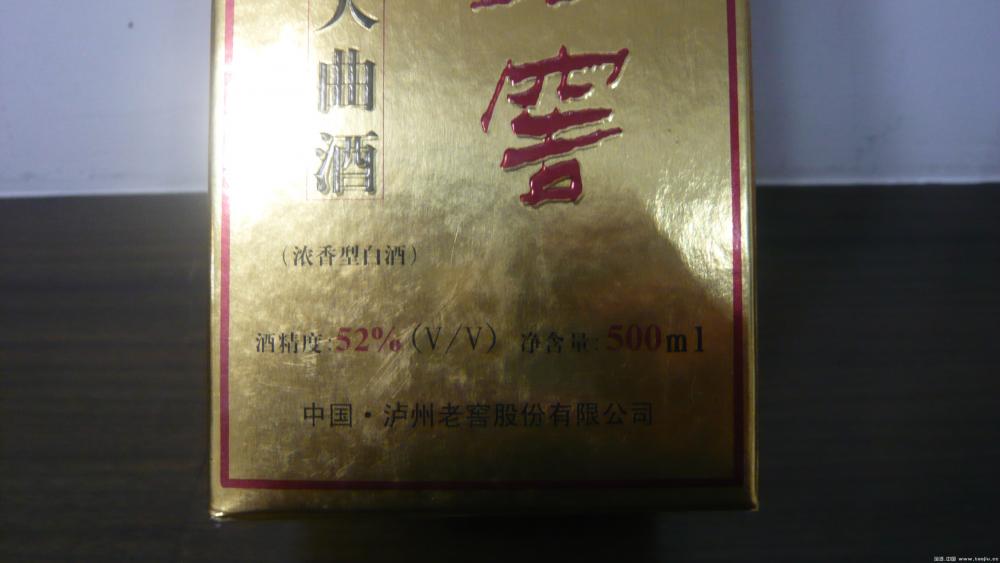 大曲酒
窖
(浓香型白酒)
酒精度:52%(V/V) 净含量:500ml
中国·泸州老窖股份有限公司